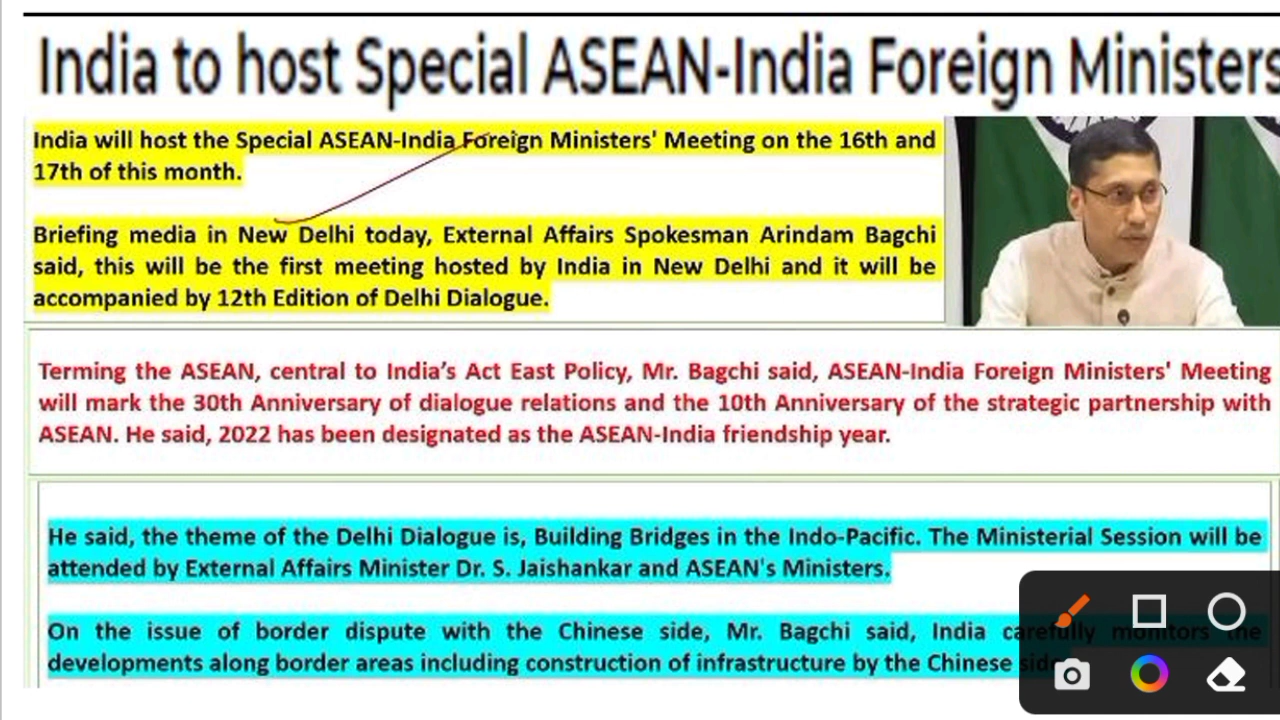 India to host Special ASEAN-India Foreign Ministers
India will host the Special ASEAN-India Foreign Ministers' Meeting on the 16th and
17th of this month.
Briefing media in New Delhi today, External Affairs Spokesman Arindam Bagchi
said, this will be the first meeting hosted by India in New Delhi and it will be
accompanied by 12th Edition of Delhi Dialogue.
Terming the ASEAN, central to India’s Act East Policy, Mr. Bagchi said, ASEAN-India Foreign Ministers' Meeting
will mark the 30th Anniversary of dialogue relations and the 10th Anniversary of the strategic partnership with
ASEAN. He said, 2022 has been designated as the ASEAN-India friendship year.
He said, the theme of the Delhi Dialogue is, Building Bridges in the Indo-Pacific. The Ministerial Session will be
attended by External Affairs Minister Dr. S. Jaishankar and ASEAN's Ministers.
On the issue of border dispute with the Chinese side, Mr. Bagchi said, India carefully monitors the
developments along border areas including construction of infrastructure by the Chinese side.